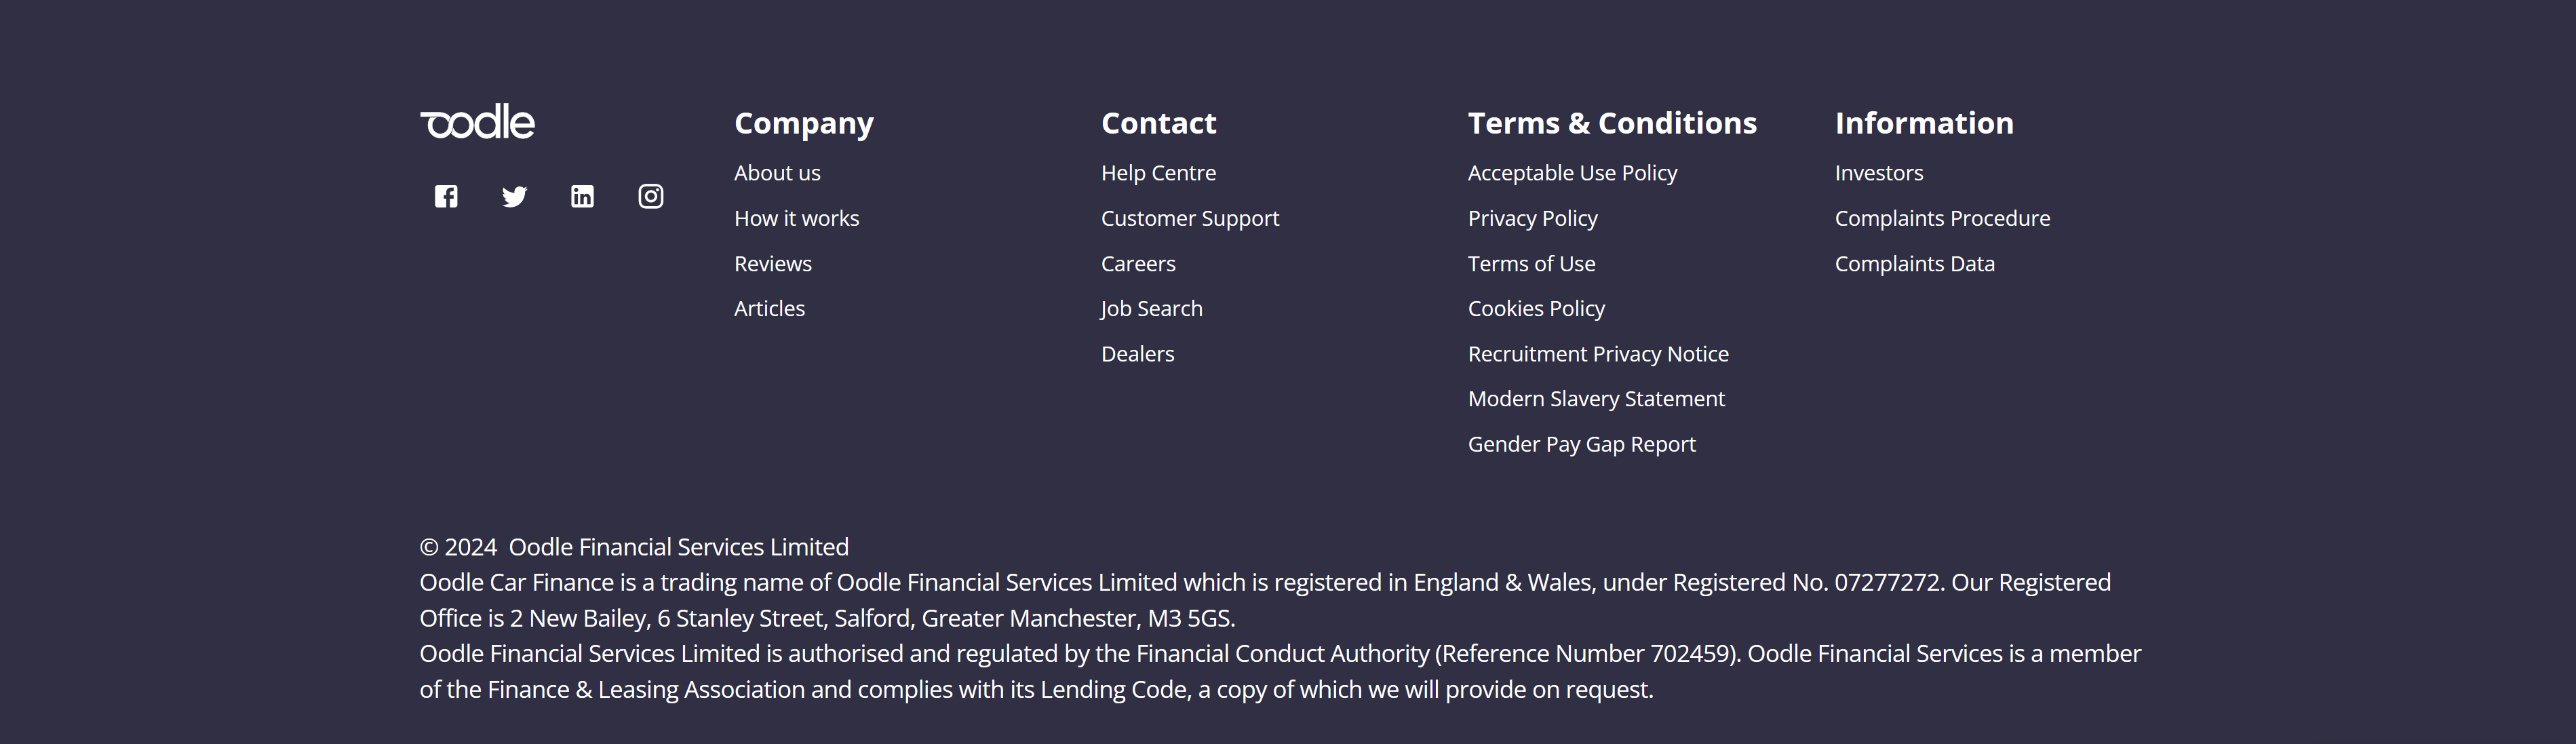 oodle
Company
About us
How it works
Reviews
Articles
Contact
Help Centre
Customer Support
Careers
Job Search
Dealers
Terms & Conditions
Acceptable Use Policy
Privacy Policy
Terms of Use
Cookies Policy
Recruitment Privacy Notice
Modern Slavery Statement
Gender Pay Gap Report
Information
Investors
Complaints Procedure
Complaints Data
© 2024 Oodle Financial Services Limited
Oodle Car Finance is a trading name of Oodle Financial Services Limited which is registered in England & Wales, under Registered No. 07277272. Our Registered
Office is 2 New Bailey, 6 Stanley Street, Salford, Greater Manchester, M3 5GS.
Oodle Financial Services Limited is authorised and regulated by the Financial Conduct Authority (Reference Number 702459). Oodle Financial Services is a member
of the Finance & Leasing Association and complies with its Lending Code, a copy of which we will provide on request.